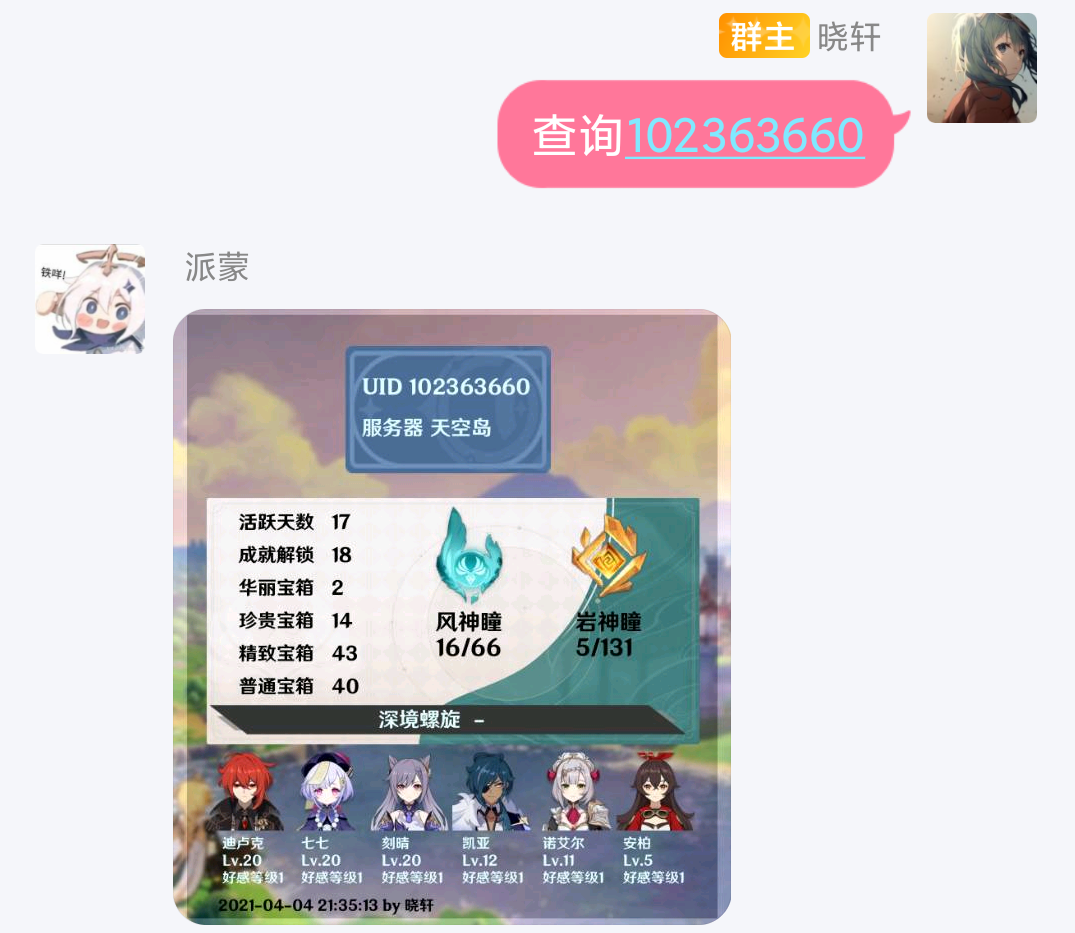 群主 晓轩
查询102363660
派蒙
铁咩!
UID 102363660
服务器 天空岛
活跃天数 17
成就解锁 18
华丽宝箱 2
珍贵宝箱 14
精致宝箱 43
普通宝箱 40
风神瞳
16/66
岩神瞳
5/131
深境螺旋 -
迪卢克
Lv.20
好感等级1
七七
Lv.20
好感等级1
刻晴
Lv.20
好感等级1
凯亚
Lv.12
好感等级1
诺艾尔
Lv.11
好感等级1
安柏
Lv.5
好感等级1
2021-04-04 21:35:13 by 晓轩